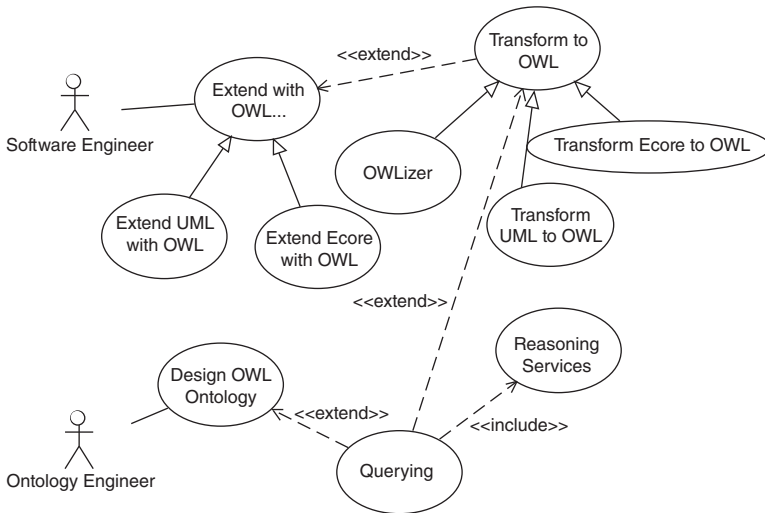 Transform to
OWL
<<extend>>
Extend with
OWL...
Software Engineer
OWLizer
Transform Ecore to OWL
Extend UML
with OWL
Extend Ecore
with OWL
Transform
UML to OWL
<<extend>>
Reasoning
Services
Design OWL
Ontology
<<extend>>
<<include>>
Querying
Ontology Engineer